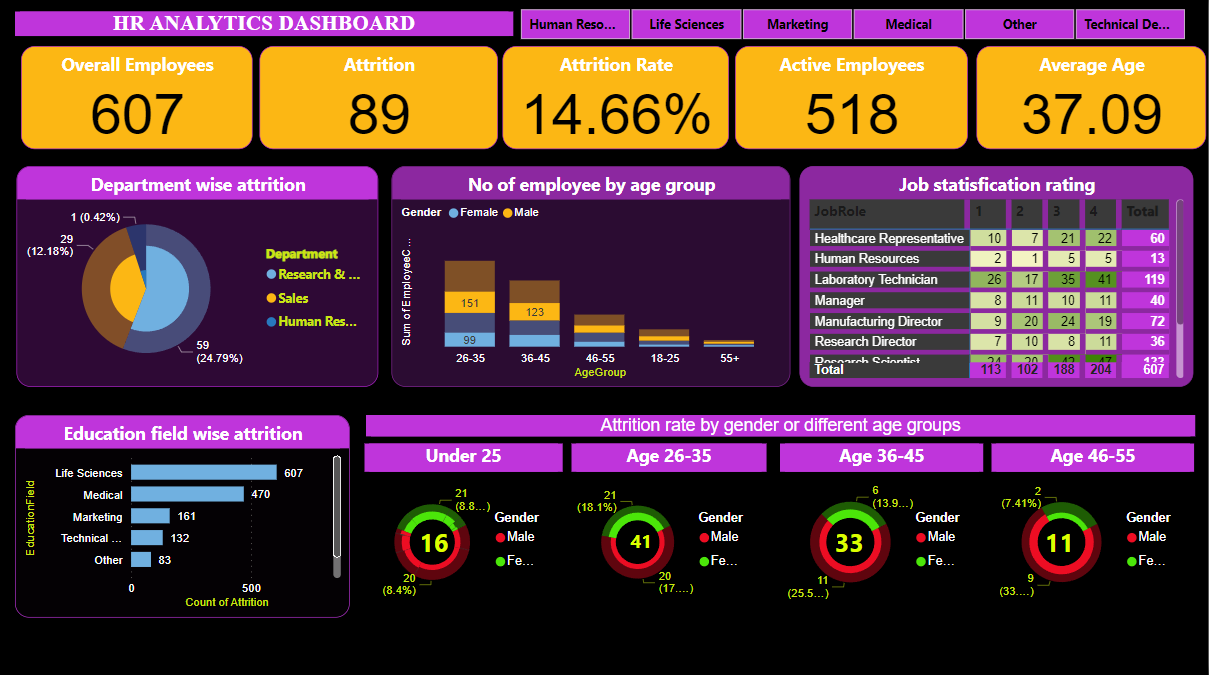 HR ANALYTICS DASHBOARD
Human Reso...
Life Sciences
Marketing
Medical
Other
Technical De...
Overall Employees
607
Attrition
89
Attrition Rate
14.66%
Active Employees
518
Average Age
37.09
Department wise attrition
1 (0.42%)
29
(12.18%)
59
(24.79%)
Department
Research & ...
Sales
Human Res...
No of employee by age group
Gender Female Male
Sum of EmployeeC...
151
99
123
26-35 36-45 46-55 18-25 55+
AgeGroup
Job statisfication rating
JobRole 1 2 3 4 Total
Healthcare Representative 10 7 21 22 60
Human Resources 2 1 5 5 13
Laboratory Technician 26 17 35 41 119
Manager 8 11 10 11 40
Manufacturing Director 9 20 24 19 72
Research Director 7 10 8 11 36
Research Scientist 24 20 42 47 133
Total 113 102 188 204 607
Education field wise attrition
EducationField
Life Sciences 607
Medical 470
Marketing 161
Technical ... 132
Other 83
0 500
Count of Attrition
Attrition rate by gender or different age groups
Under 25
21
(8.8...)
16
20
(8.4%)
Gender
Male
Fe...
Age 26-35
21
(18.1%)
41
20
(17....)
Gender
Male
Fe...
Age 36-45
6
(13.9...)
33
11
(25.5...)
Gender
Male
Fe...
Age 46-55
2
(7.41%)
11
9
(33....)
Gender
Male
Fe...